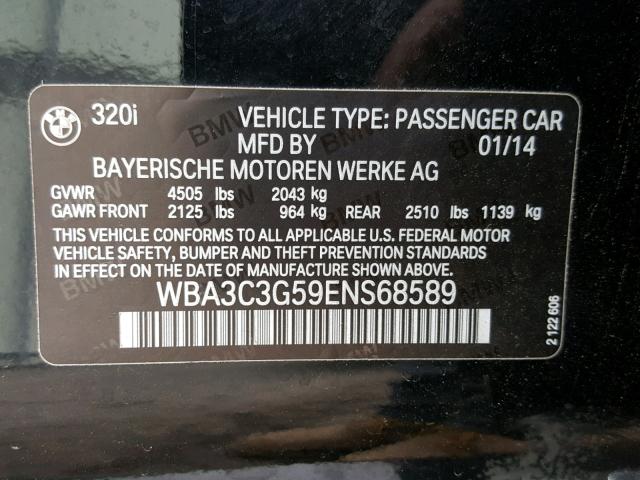 BMW 320i VEHICLE TYPE: PASSENGER CAR
MFD BY 01/14
BAYERISCHE MOTOREN WERKE AG
GVWR 4505 lbs 2043 kg
GAWR FRONT 2125 lbs 964 kg REAR 2510 lbs 1139 kg
THIS VEHICLE CONFORMS TO ALL APPLICABLE U.S. FEDERAL MOTOR
VEHICLE SAFETY, BUMPER AND THEFT PREVENTION STANDARDS
IN EFFECT ON THE DATE OF MANUFACTURE SHOWN ABOVE.
WBA3C3G59ENS68589
2 122 606